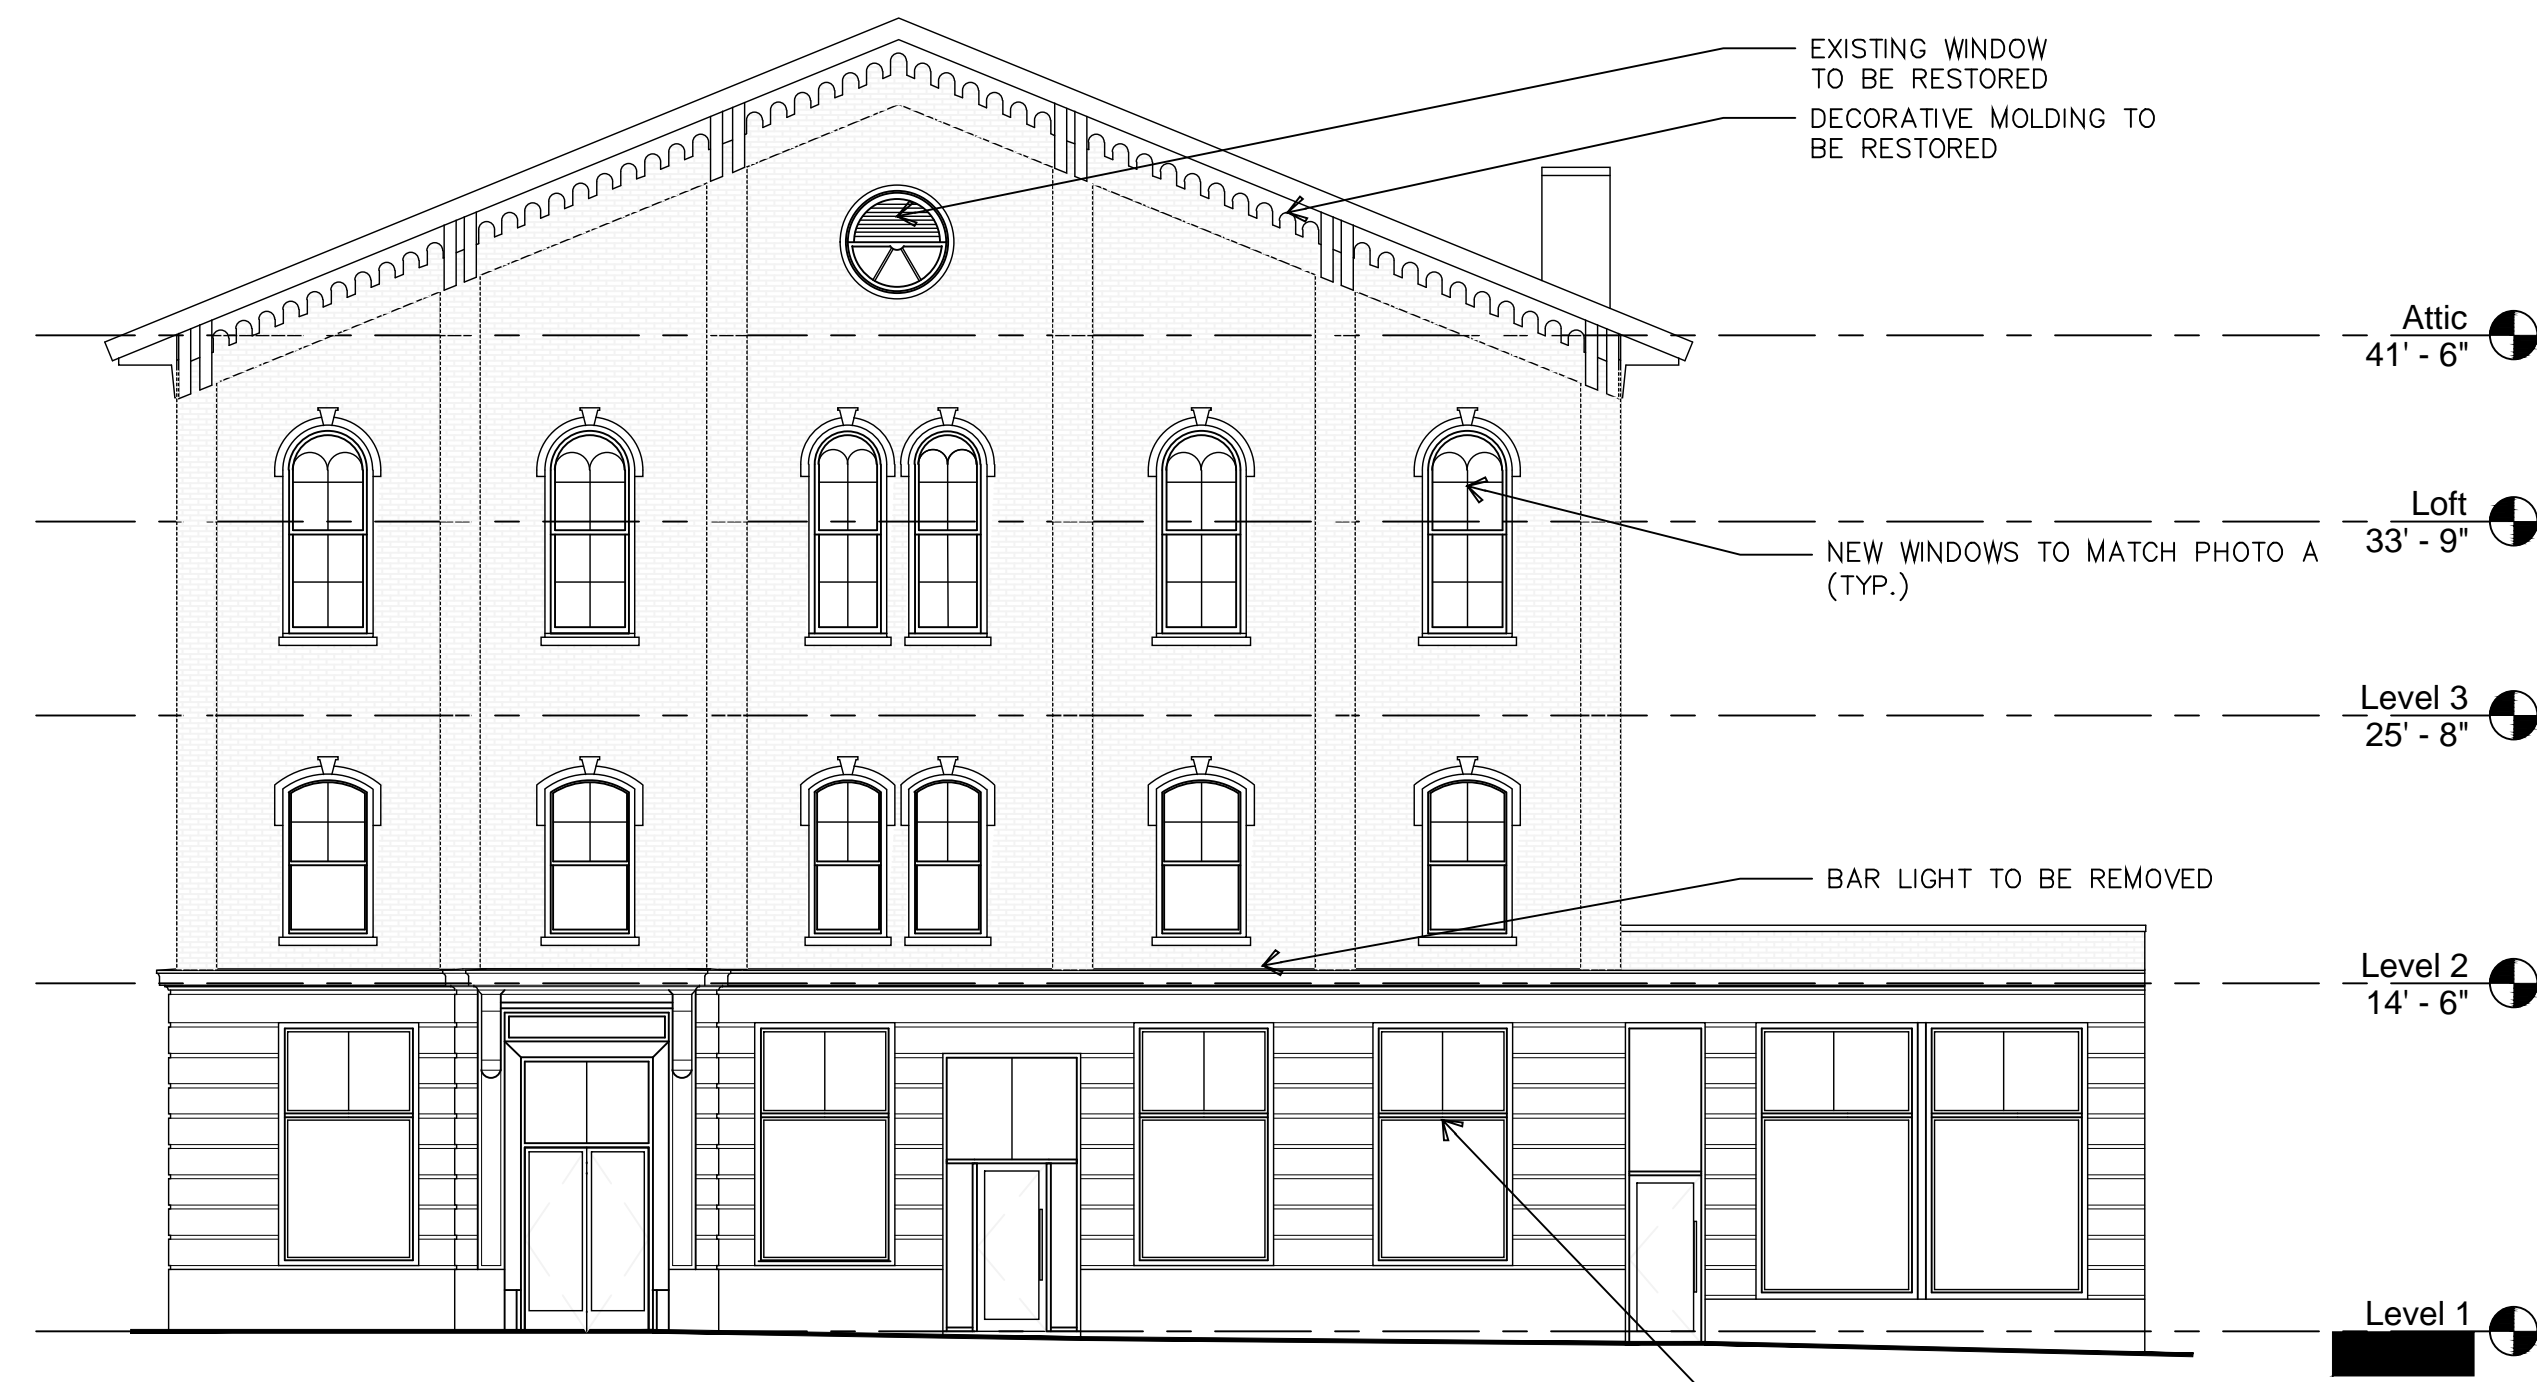 EXISTING WINDOW
TO BE RESTORED
DECORATIVE MOLDING TO
BE RESTORED
Attic
41' - 6"
Loft
33' - 9"
NEW WINDOWS TO MATCH PHOTO A
(TYP.)
Level 3
25' - 8"
BAR LIGHT TO BE REMOVED
Level 2
14' - 6"
Level 1